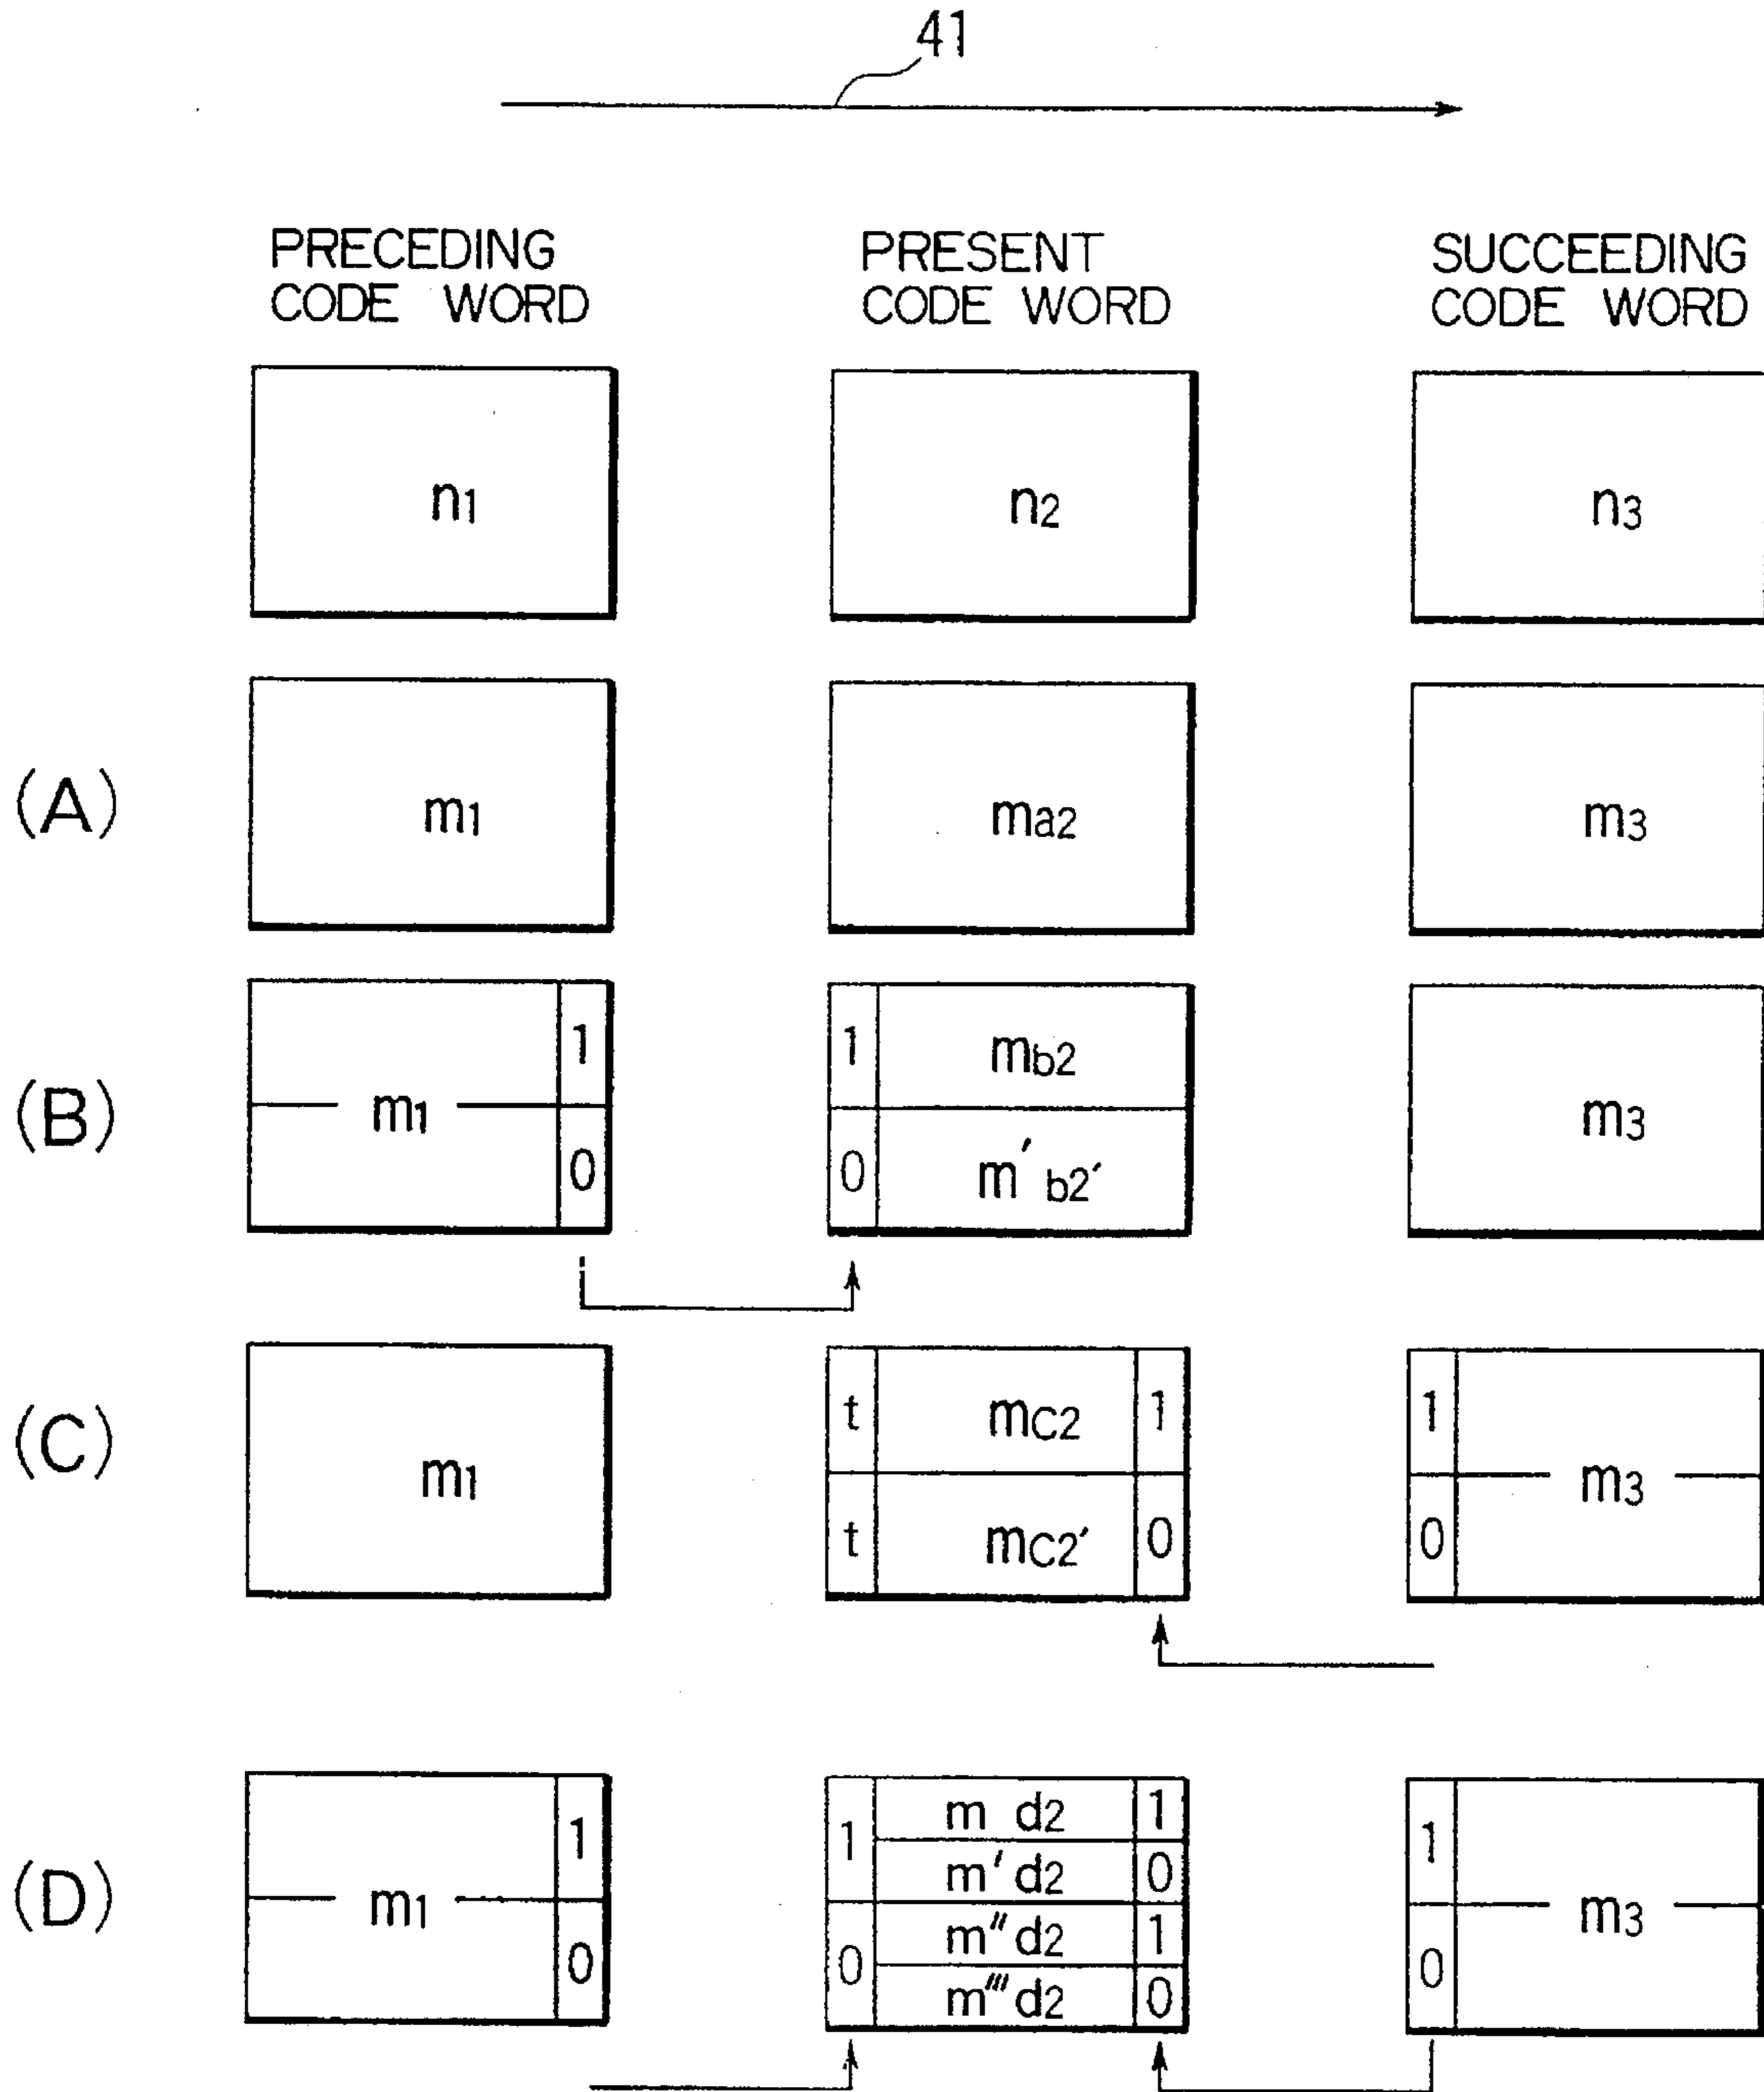 41
PRECEDING CODE WORD
PRESENT CODE WORD
SUCCEEDING CODE WORD
n1 n2 n3
(A) m1 ma2 m3
(B) m1 1 0 1 mb2 0 m'b2' m3
(C) m1 t mc2 1 t mc2' 0 1 0 m3
(D) m1 1 0 1 m d2 1 m' d2 0 0 m" d2 1 m''' d2 0 1 0 m3